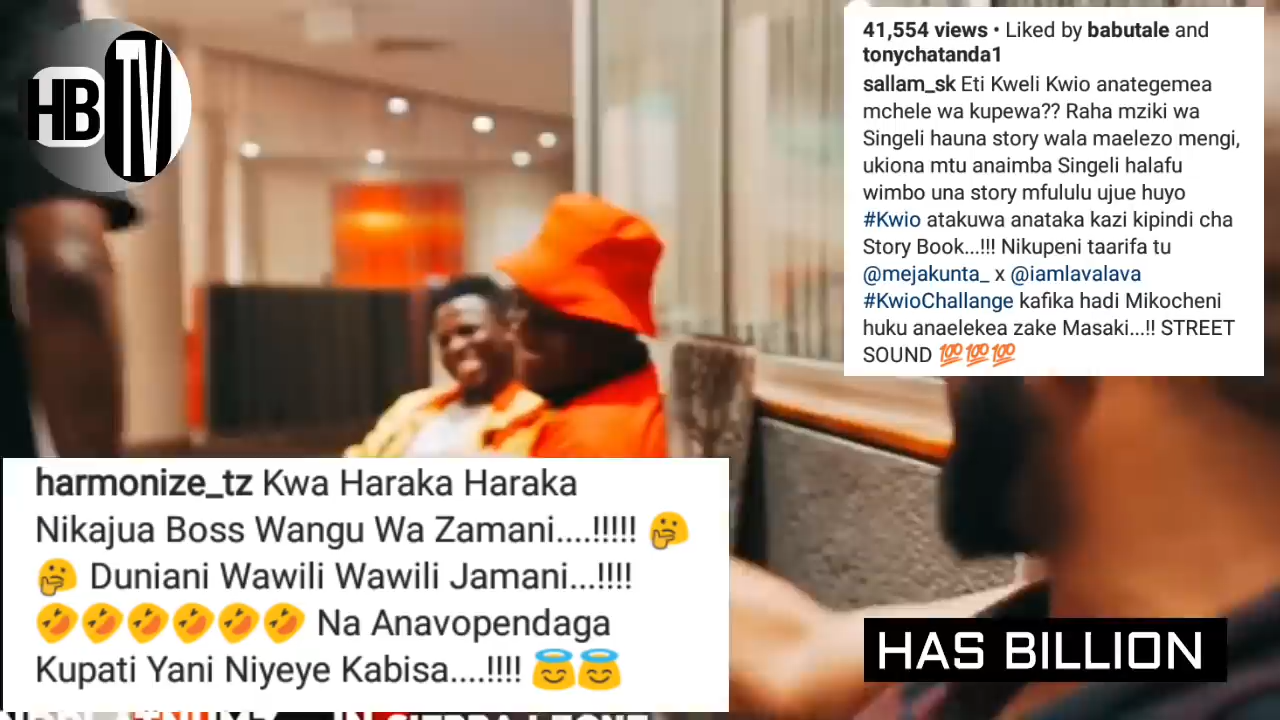 HB TV
41,554 views • Liked by babutale and
tonychatanda1
sallam_sk Eti Kweli Kwio anategemea
mchele wa kupewa?? Raha mziki wa
Singeli hauna story wala maelezo mengi,
ukiona mtu anaimba Singeli halafu
wimbo una story mfululu ujue huyo
#Kwio atakuwa anataka kazi kipindi cha
Story Book...!!! Nikupeni taarifa tu
@mejakunta_ x @iamlavalava
#KwioChallange kafika hadi Mikocheni
huku anaelekea zake Masaki...!! STREET
SOUND 💯💯💯
harmonize_tz Kwa Haraka Haraka
Nikajua Boss Wangu Wa Zamani....!!!!! 🤔
🤔 Duniani Wawili Wawili Jamani...!!!!
🤣🤣🤣🤣🤣🤣 Na Anavopendaga
Kupati Yani Niyeye Kabisa....!!!! 😇😇
HAS BILLION
SIERRA LEONE